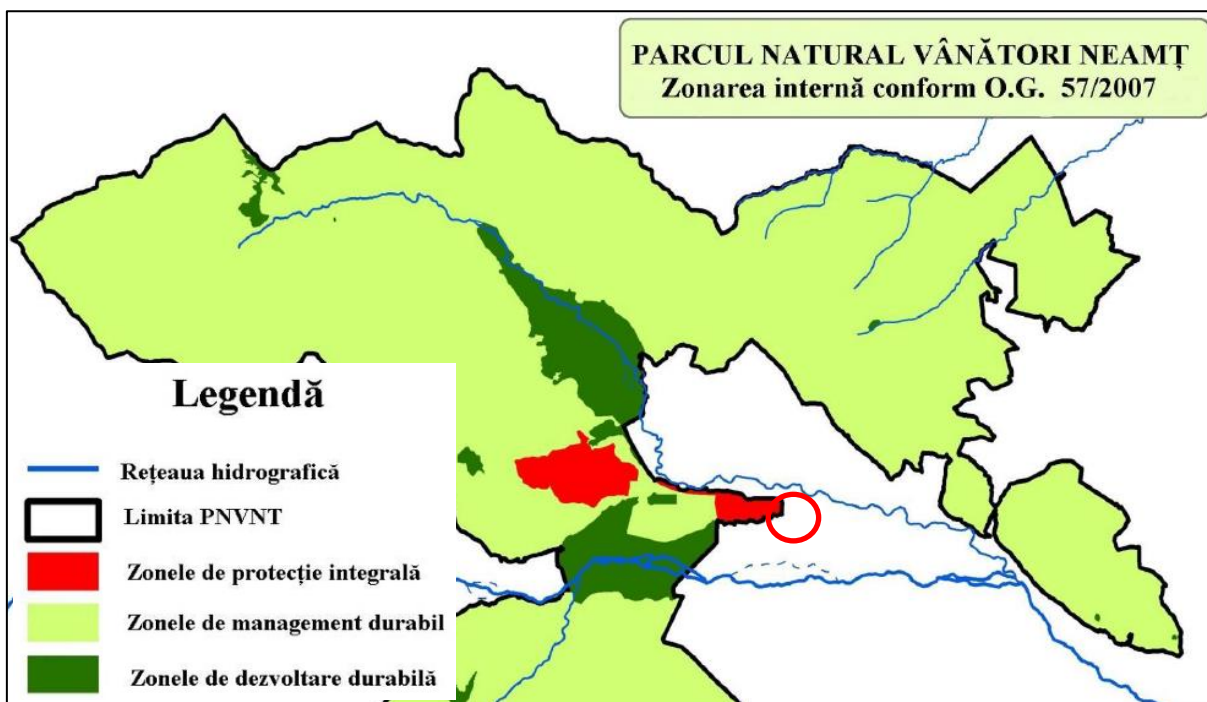 PARCUL NATURAL VÂNĂTORI NEAMȚ
Zonarea internă conform O.G. 57/2007
Legendă
Rețeaua hidrografică
Limita PNVNT
Zonele de protecție integrală
Zonele de management durabil
Zonele de dezvoltare durabilă